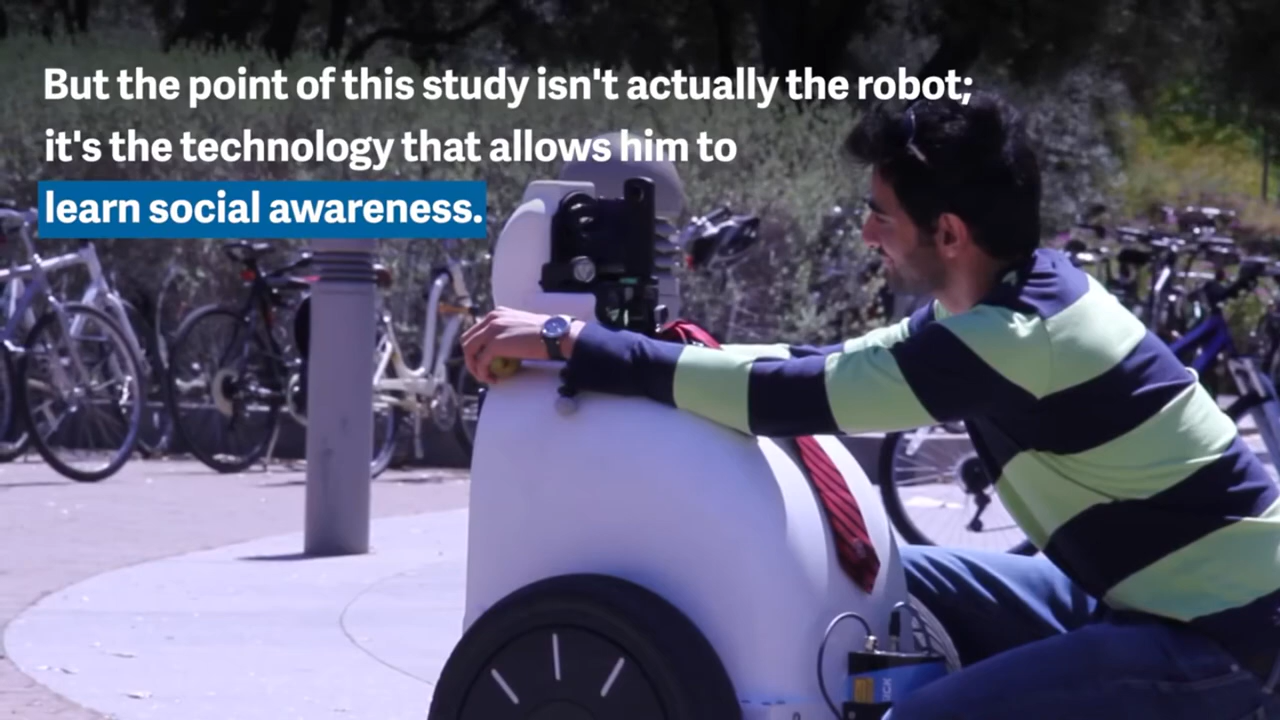 But the point of this study isn't actually the robot;
it's the technology that allows him to
learn social awareness.